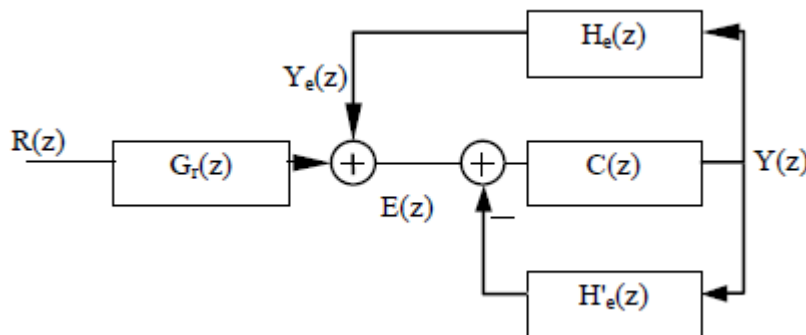 Hₑ(z)
Yₑ(z)
R(z)
Gᵣ(z)
+
+
C(z)
Y(z)
E(z)
–
H'ₑ(z)